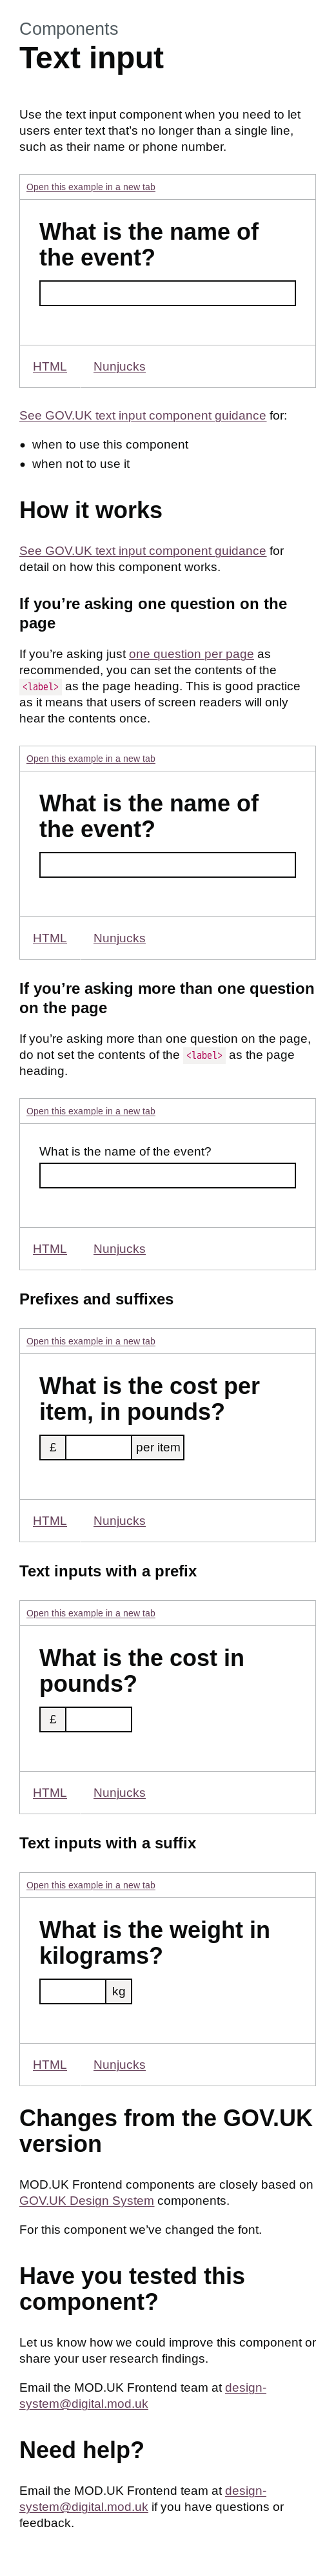 Components
Text input
Use the text input component when you need to let
users enter text that’s no longer than a single line,
such as their name or phone number.
Open this example in a new tab
What is the name of
the event?
HTML Nunjucks
See GOV.UK text input component guidance for:
• when to use this component
• when not to use it
How it works
See GOV.UK text input component guidance for
detail on how this component works.
If you’re asking one question on the
page
If you’re asking just one question per page as
recommended, you can set the contents of the
<label> as the page heading. This is good practice
as it means that users of screen readers will only
hear the contents once.
Open this example in a new tab
What is the name of
the event?
HTML Nunjucks
If you’re asking more than one question
on the page
If you’re asking more than one question on the page,
do not set the contents of the <label> as the page
heading.
Open this example in a new tab
What is the name of the event?
HTML Nunjucks
Prefixes and suffixes
Open this example in a new tab
What is the cost per
item, in pounds?
£ per item
HTML Nunjucks
Text inputs with a prefix
Open this example in a new tab
What is the cost in
pounds?
£
HTML Nunjucks
Text inputs with a suffix
Open this example in a new tab
What is the weight in
kilograms?
kg
HTML Nunjucks
Changes from the GOV.UK
version
MOD.UK Frontend components are closely based on
GOV.UK Design System components.
For this component we’ve changed the font.
Have you tested this
component?
Let us know how we could improve this component or
share your user research findings.
Email the MOD.UK Frontend team at design-
system@digital.mod.uk
Need help?
Email the MOD.UK Frontend team at design-
system@digital.mod.uk if you have questions or
feedback.